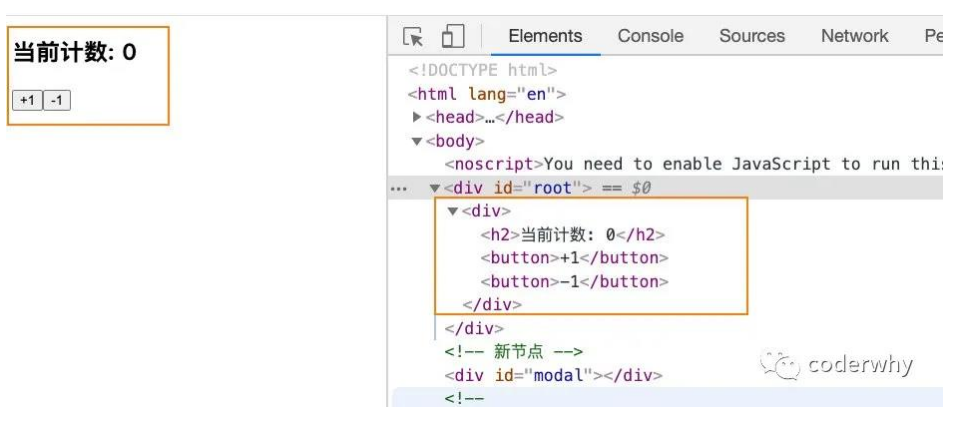 当前计数: 0
+1 -1
Elements Console Sources Network Pe
<!DOCTYPE html>
<html lang="en">
<head>…</head>
<body>
<noscript>You need to enable JavaScript to run this
<div id="root"> == $0
<div>
<h2>当前计数: 0</h2>
<button>+1</button>
<button>-1</button>
</div>
</div>
<!-- 新节点 -->
<div id="modal"></div>
<!--
coderwhy